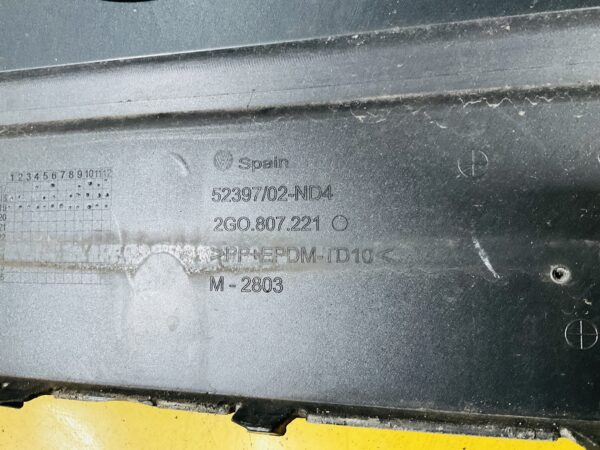 1 2 3 4 5 6 7 8 9 10 11 12
Spain
52397/02-ND4
2GO.807.221
>PP+EPDM-TD10<
M - 2803